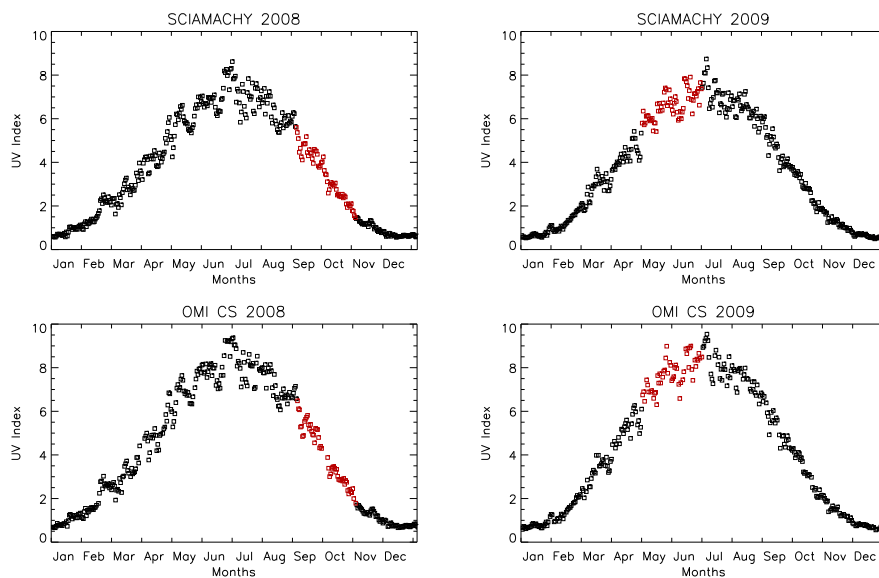 SCIAMACHY 2008
10
8
6
4
2
0
UV Index
Jan Feb Mar Apr May Jun Jul Aug Sep Oct Nov Dec
Months
SCIAMACHY 2009
10
8
6
4
2
0
UV Index
Jan Feb Mar Apr May Jun Jul Aug Sep Oct Nov Dec
Months
OMI CS 2008
10
8
6
4
2
0
UV Index
Jan Feb Mar Apr May Jun Jul Aug Sep Oct Nov Dec
Months
OMI CS 2009
10
8
6
4
2
0
UV Index
Jan Feb Mar Apr May Jun Jul Aug Sep Oct Nov Dec
Months